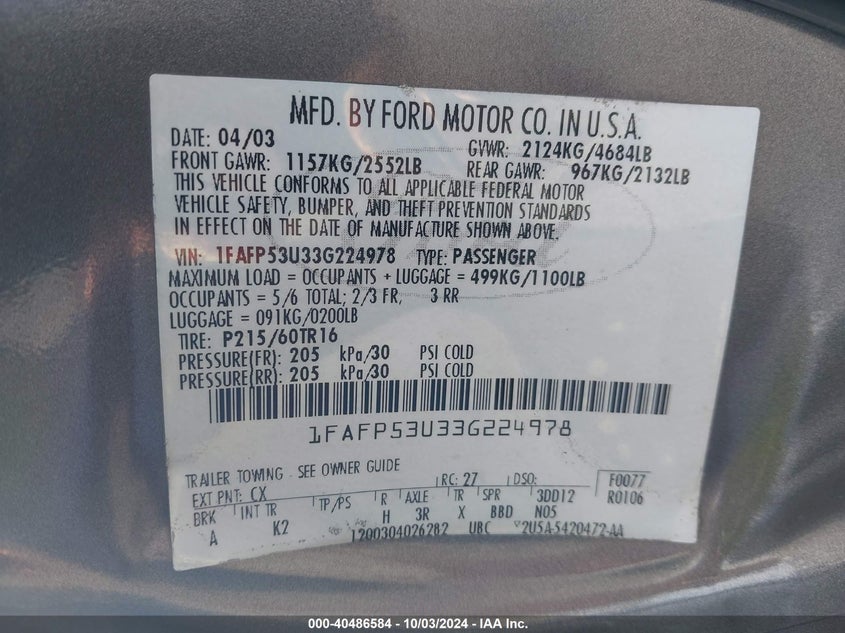 MFD. BY FORD MOTOR CO. IN U.S.A.
DATE: 04/03 GVWR: 2124KG/4684LB
FRONT GAWR: 1157KG/2552LB REAR GAWR: 967KG/2132LB
THIS VEHICLE CONFORMS TO ALL APPLICABLE FEDERAL MOTOR
VEHICLE SAFETY, BUMPER, AND THEFT PREVENTION STANDARDS
IN EFFECT ON THE DATE OF MANUFACTURE SHOWN ABOVE.
VIN: 1FAFP53U33G224978 TYPE: PASSENGER
MAXIMUM LOAD = OCCUPANTS + LUGGAGE = 499KG/1100LB
OCCUPANTS = 5/6 TOTAL; 2/3 FR, 3 RR
LUGGAGE = 091KG/0200LB
TIRE: P215/60TR16
PRESSURE(FR): 205 kPa/30 PSI COLD
PRESSURE(RR): 205 kPa/30 PSI COLD
1FAFP53U33G224978
TRAILER TOWING - SEE OWNER GUIDE
EXT PNT: CX RC: 27 DSO: F0077
BRK INT TR TP/PS R AXLE TR SPR 3DD12 R0106
A K2 H 3R X BBD N05
1200304026282 UBC 2U5A-5420472-AA
000-40486584 - 10/03/2024 - IAA Inc.